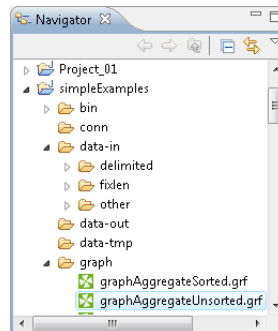 Navigator
Project_01
simpleExamples
bin
conn
data-in
delimited
fixlen
other
data-out
data-tmp
graph
graphAggregateSorted.grf
graphAggregateUnsorted.grf